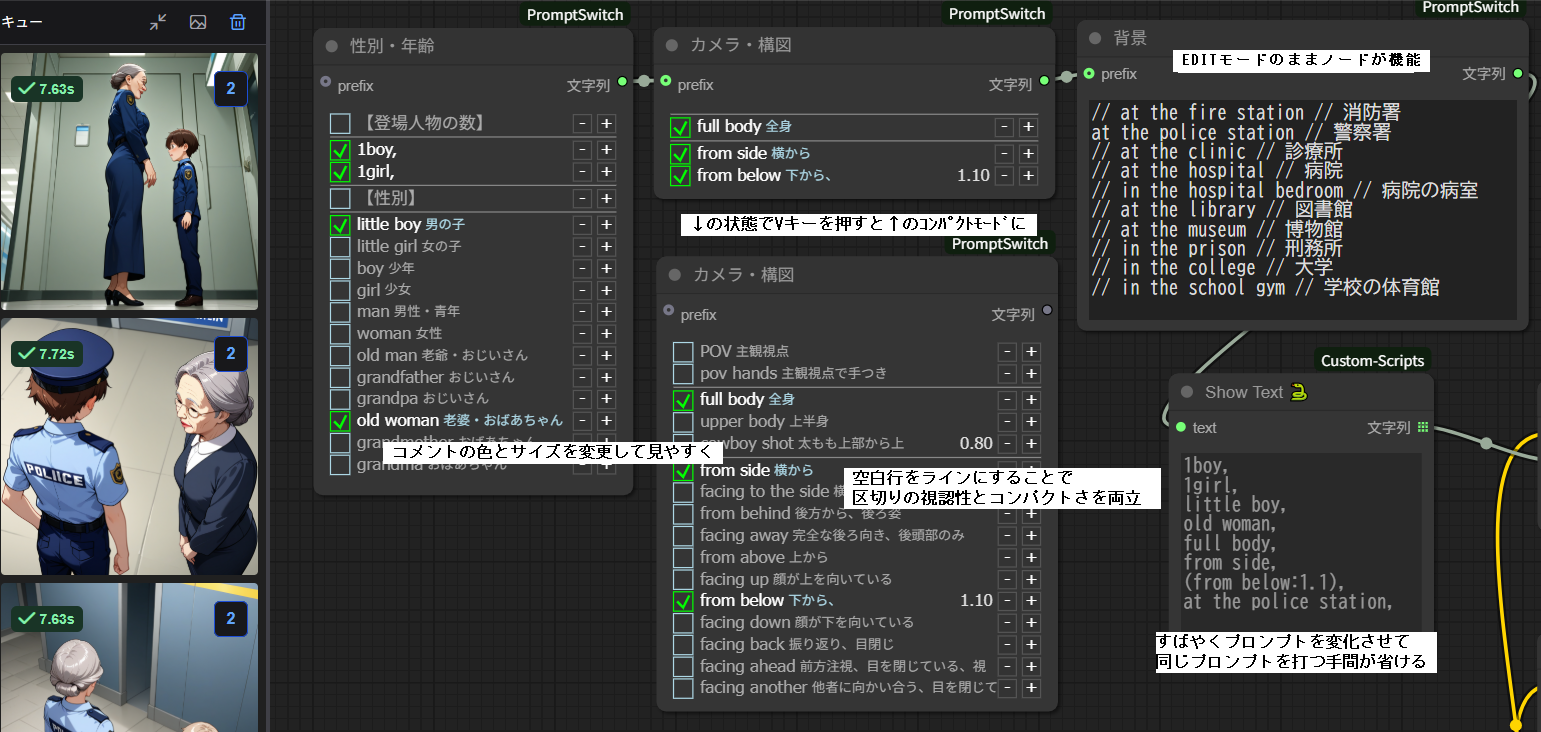 キュー
7.63s
2
7.72s
2
POLIICE
7.63s
2
PromptSwitch
性別・年齢
prefix
文字列
【登場人物の数】 - +
1boy, - +
1girl, - +
【性別】 - +
little boy 男の子 - +
little girl 女の子 - +
boy 少年 - +
girl 少女 - +
man 男性・青年 - +
woman 女性 - +
old man 老爺・おじいさん - +
grandfather おじいさん - +
grandpa おじいさん - +
old woman 老婆・おばあちゃん - +
grandmother おばあちゃん
grandma おばあちゃん
コメントの色とサイズを変更して見やすく
PromptSwitch
カメラ・構図
prefix
文字列
full body 全身 - +
from side 横から - +
from below 下から、 1.10 - +
↓の状態でVキーを押すと↑のｺﾝﾊﾟｸﾄﾓｰﾄﾞに
PromptSwitch
カメラ・構図
prefix
文字列
POV 主観視点 - +
pov hands 主観視点で手つき - +
full body 全身 - +
upper body 上半身 - +
cowboy shot 太もも上部から上 0.80 - +
from side 横から
facing to the side
from behind 後方から、後ろ姿 - +
facing away 完全な後ろ向き、後頭部のみ - +
from above 上から - +
facing up 顔が上を向いている - +
from below 下から、 1.10 - +
facing down 顔が下を向いている - +
facing back 振り返り、目閉じ - +
facing ahead 前方注視、目を閉じている、視 - +
facing another 他者に向かい合う、目を閉じて - +
空白行をラインにすることで
区切りの視認性とコンパクトさを両立
PromptSwitch
背景
EDITモードのままノードが機能
prefix
文字列
// at the fire station // 消防署
at the police station // 警察署
// at the clinic // 診療所
// at the hospital // 病院
// in the hospital bedroom // 病院の病室
// at the library // 図書館
// at the museum // 博物館
// in the prison // 刑務所
// in the college // 大学
// in the school gym // 学校の体育館
Custom-Scripts
Show Text 🐍
text
文字列
1boy,
1girl,
little boy,
old woman,
full body,
from side,
(from below:1.1),
at the police station,
すばやくプロンプトを変化させて
同じプロンプトを打つ手間が省ける